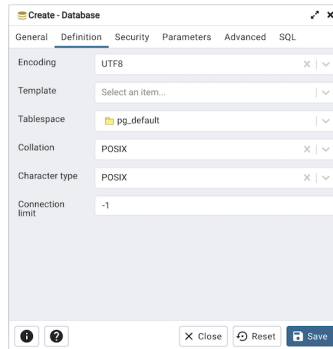 Create - Database
General Definition Security Parameters Advanced SQL
Encoding UTF8
Template Select an item...
Tablespace pg_default
Collation POSIX
Character type POSIX
Connection limit -1
Close Reset Save